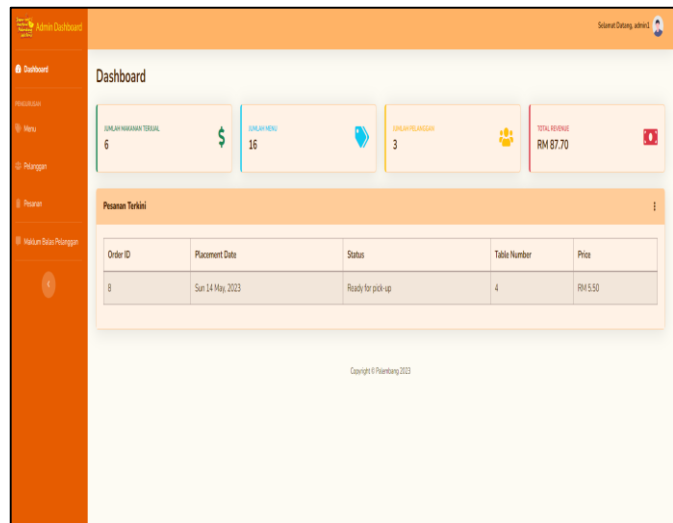 Admin Dashboard
Selamat Datang, admin1
Dashboard
PENGURUSAN
Menu
Pelanggan
Pesanan
Maklum Balas Pelanggan
Dashboard
JUMLAH MAKANAN TERJUAL
6
JUMLAH MENU
16
JUMLAH PELANGGAN
3
TOTAL REVENUE
RM 87.70
Pesanan Terkini
Order ID Placement Date Status Table Number Price
8 Sun 14 May, 2023 Ready for pick-up 4 RM 5.50
Copyright © Palembang 2023